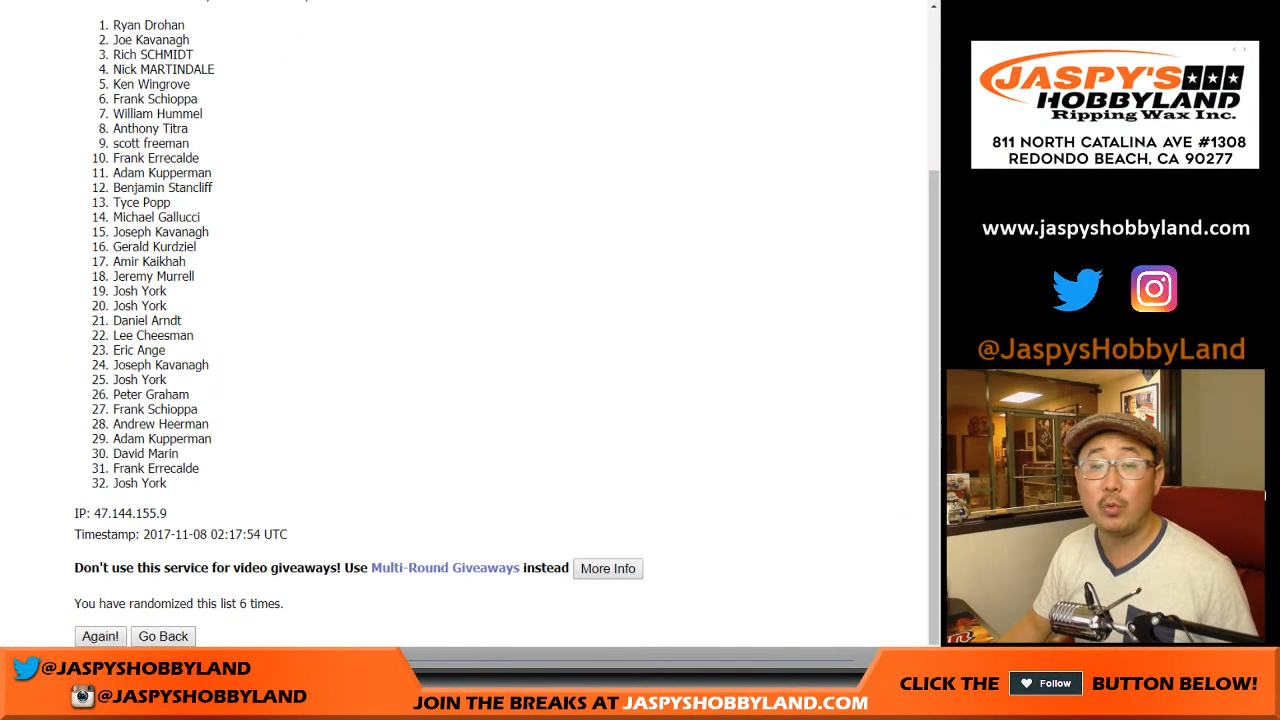 1. Ryan Drohan
2. Joe Kavanagh
3. Rich SCHMIDT
4. Nick MARTINDALE
5. Ken Wingrove
6. Frank Schioppa
7. William Hummel
8. Anthony Titra
9. scott freeman
10. Frank Errecalde
11. Adam Kupperman
12. Benjamin Stancliff
13. Tyce Popp
14. Michael Gallucci
15. Joseph Kavanagh
16. Gerald Kurdziel
17. Amir Kaikhah
18. Jeremy Murrell
19. Josh York
20. Josh York
21. Daniel Arndt
22. Lee Cheesman
23. Eric Ange
24. Joseph Kavanagh
25. Josh York
26. Peter Graham
27. Frank Schioppa
28. Andrew Heerman
29. Adam Kupperman
30. David Marin
31. Frank Errecalde
32. Josh York
IP: 47.144.155.9
Timestamp: 2017-11-08 02:17:54 UTC
Don't use this service for video giveaways! Use Multi-Round Giveaways instead More Info
You have randomized this list 6 times.
Again! Go Back
JASPY'S
HOBBYLAND
Ripping Wax Inc.
811 NORTH CATALINA AVE #1308
REDONDO BEACH, CA 90277
www.jaspyshobbyland.com
@JaspysHobbyLand
@JASPYSHOBBYLAND
@JASPYSHOBBYLAND
JOIN THE BREAKS AT JASPYSHOBBYLAND.COM
CLICK THE Follow BUTTON BELOW!